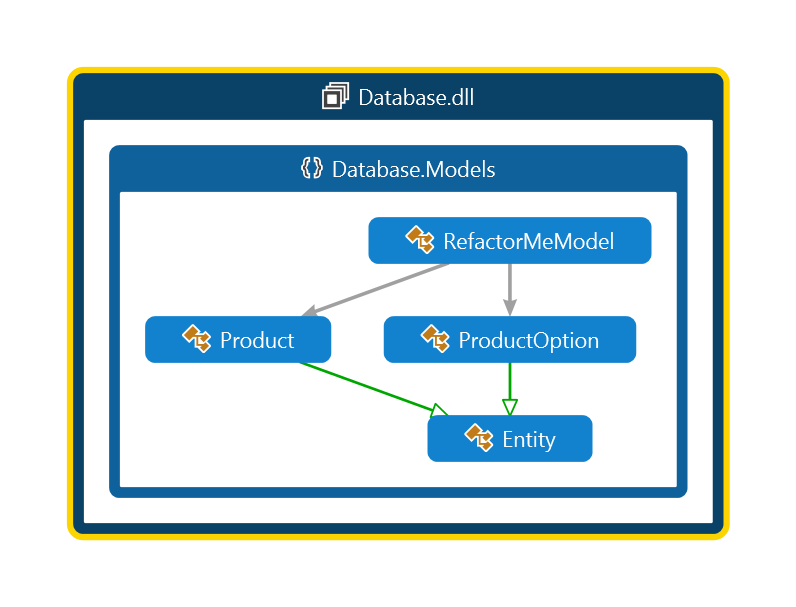 Database.dll
Database.Models
RefactorMeModel
Product
ProductOption
Entity